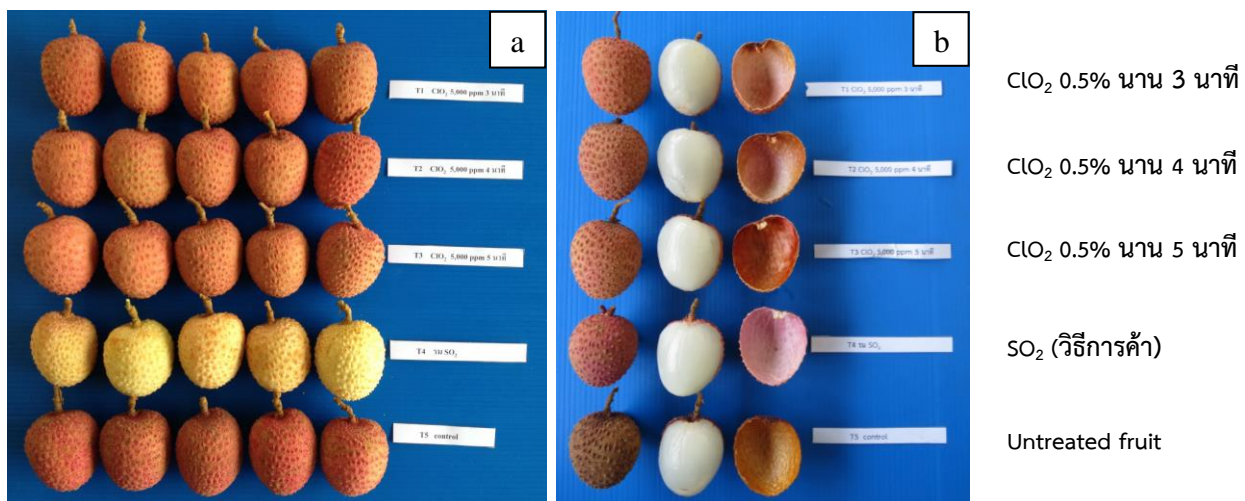 a
T1 ClO₂ 5,000 ppm 3 นาที
T2 ClO₂ 5,000 ppm 4 นาที
T3 ClO₂ 5,000 ppm 5 นาที
T4 รม SO₂
T5 control
b
T1 ClO₂ 5,000 ppm 3 นาที
T2 ClO₂ 5,000 ppm 4 นาที
T3 ClO₂ 5,000 ppm 5 นาที
T4 รม SO₂
T5 control
ClO₂ 0.5% นาน 3 นาที
ClO₂ 0.5% นาน 4 นาที
ClO₂ 0.5% นาน 5 นาที
SO₂ (วิธีการค้า)
Untreated fruit